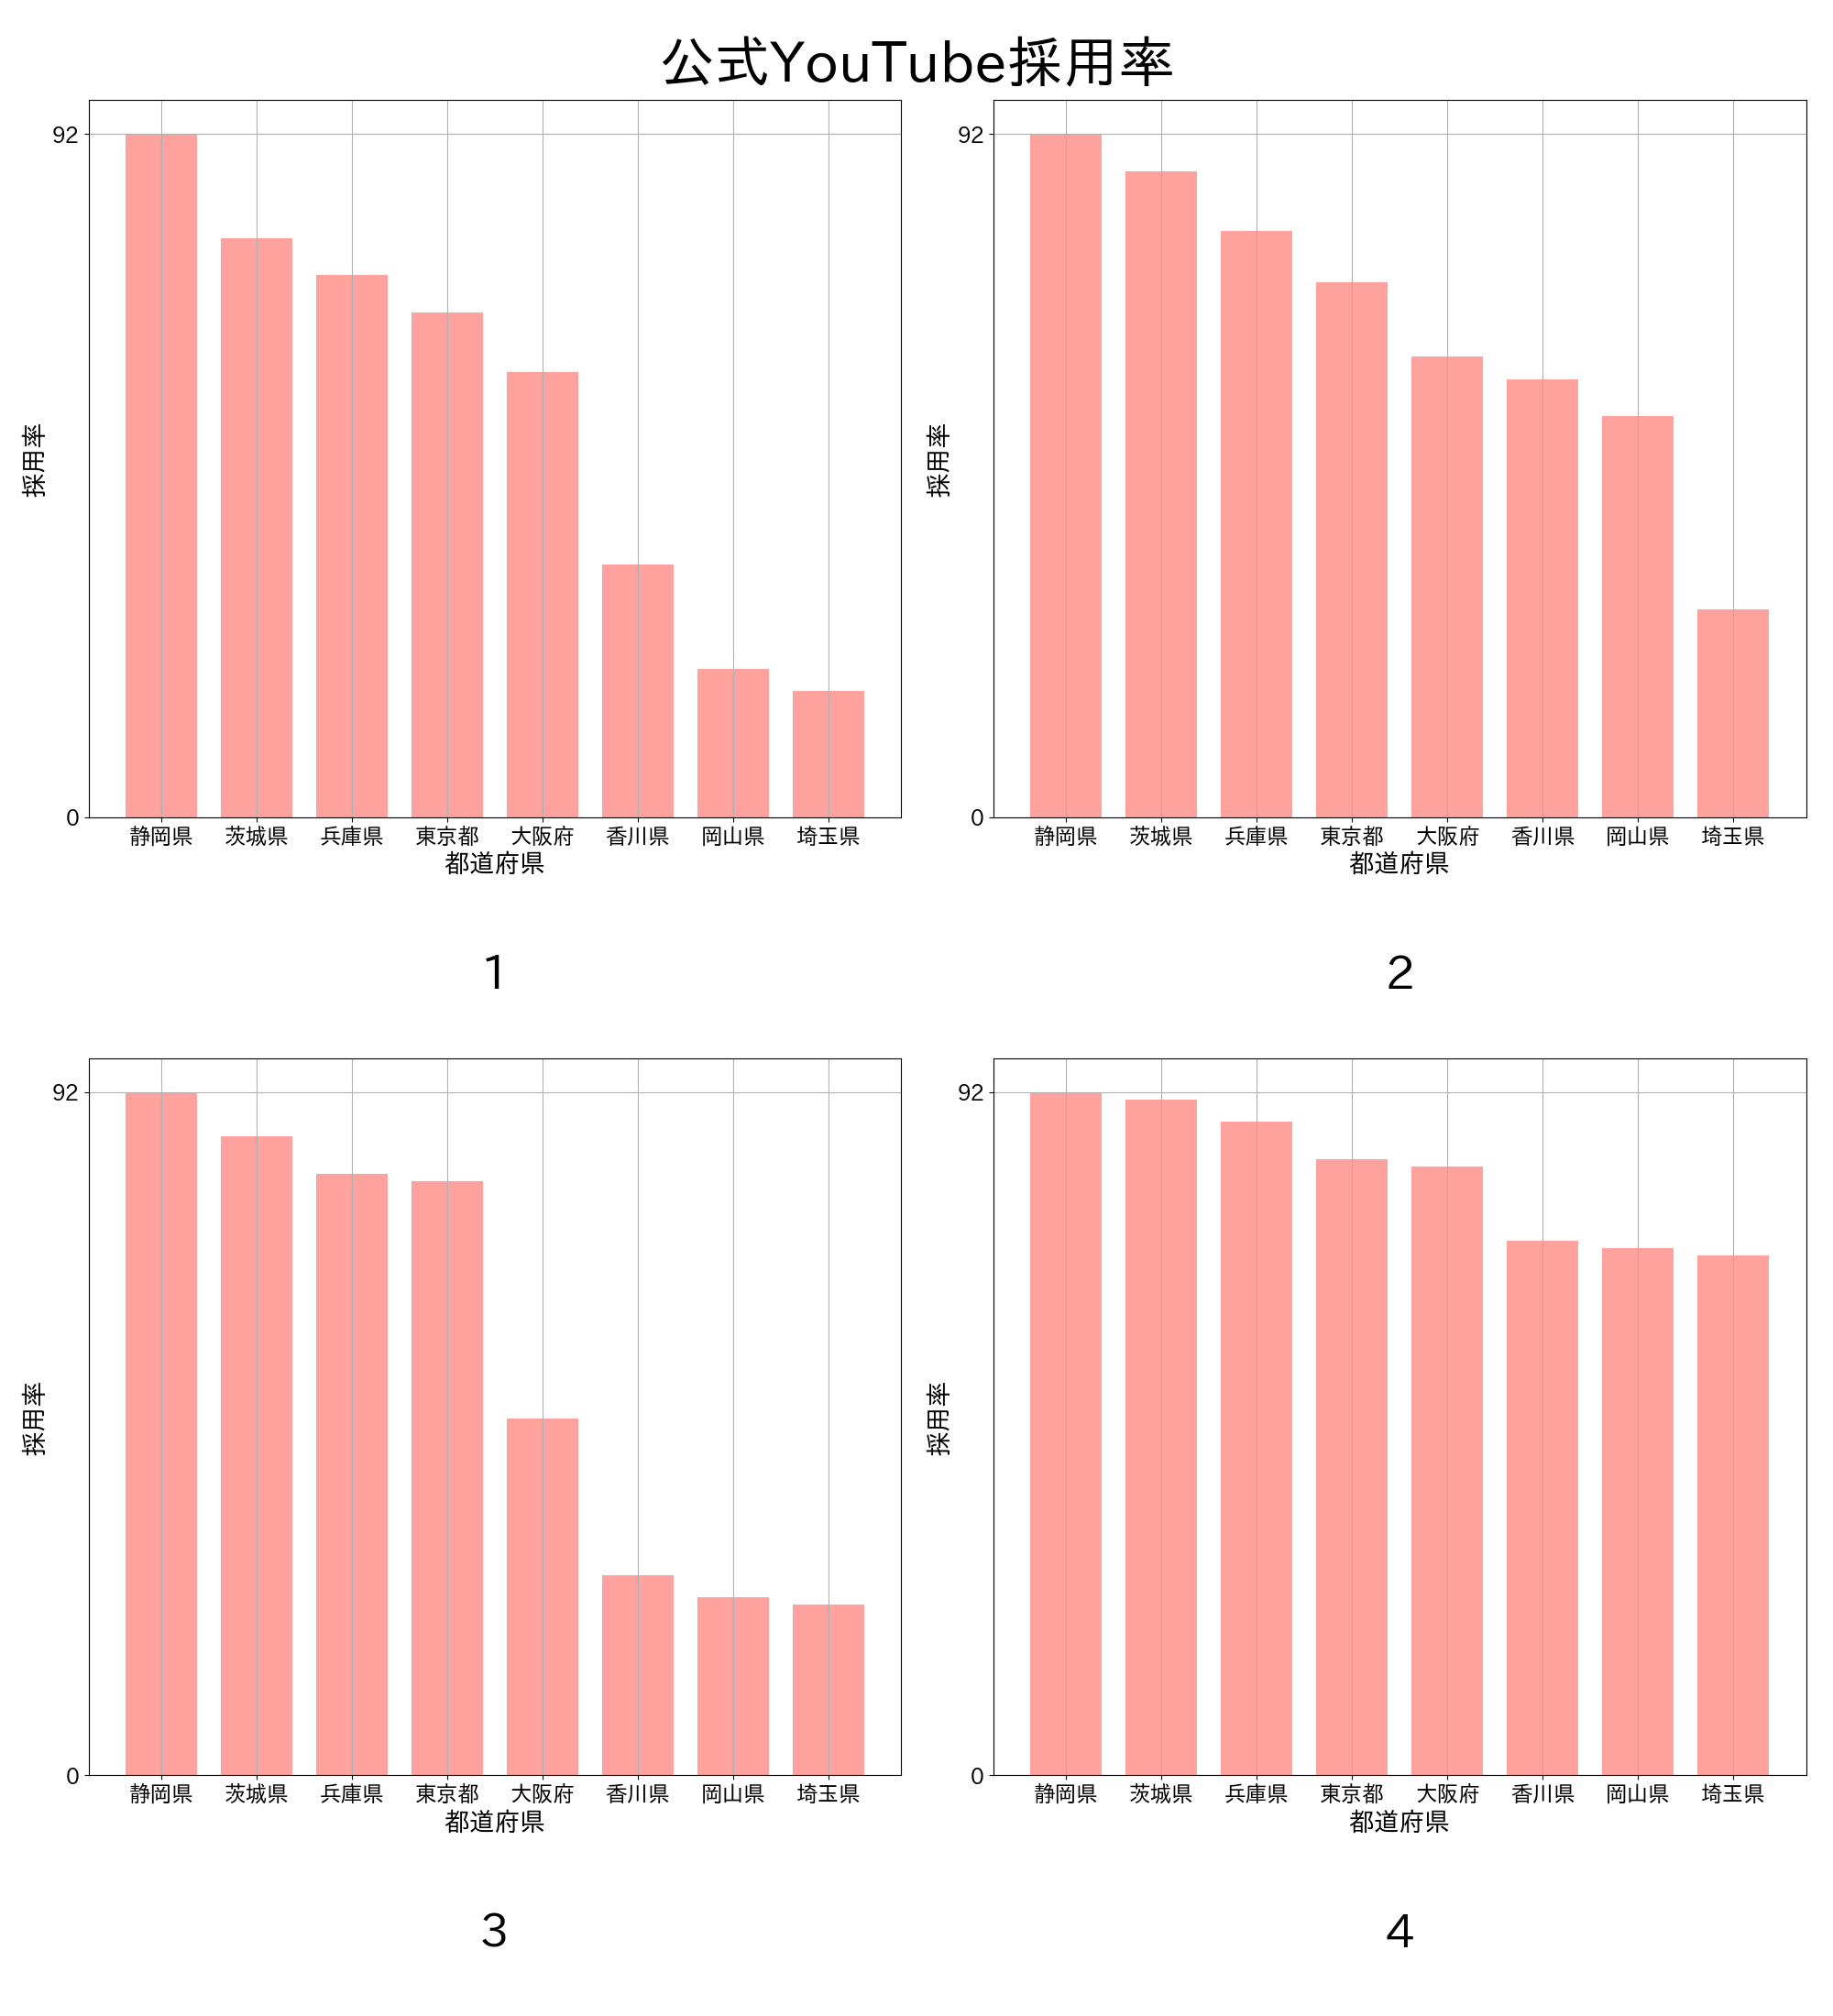 公式YouTube採用率
92
採用率
0
静岡県 茨城県 兵庫県 東京都 大阪府 香川県 岡山県 埼玉県
都道府県
1
92
採用率
0
静岡県 茨城県 兵庫県 東京都 大阪府 香川県 岡山県 埼玉県
都道府県
2
92
採用率
0
静岡県 茨城県 兵庫県 東京都 大阪府 香川県 岡山県 埼玉県
都道府県
3
92
採用率
0
静岡県 茨城県 兵庫県 東京都 大阪府 香川県 岡山県 埼玉県
都道府県
4